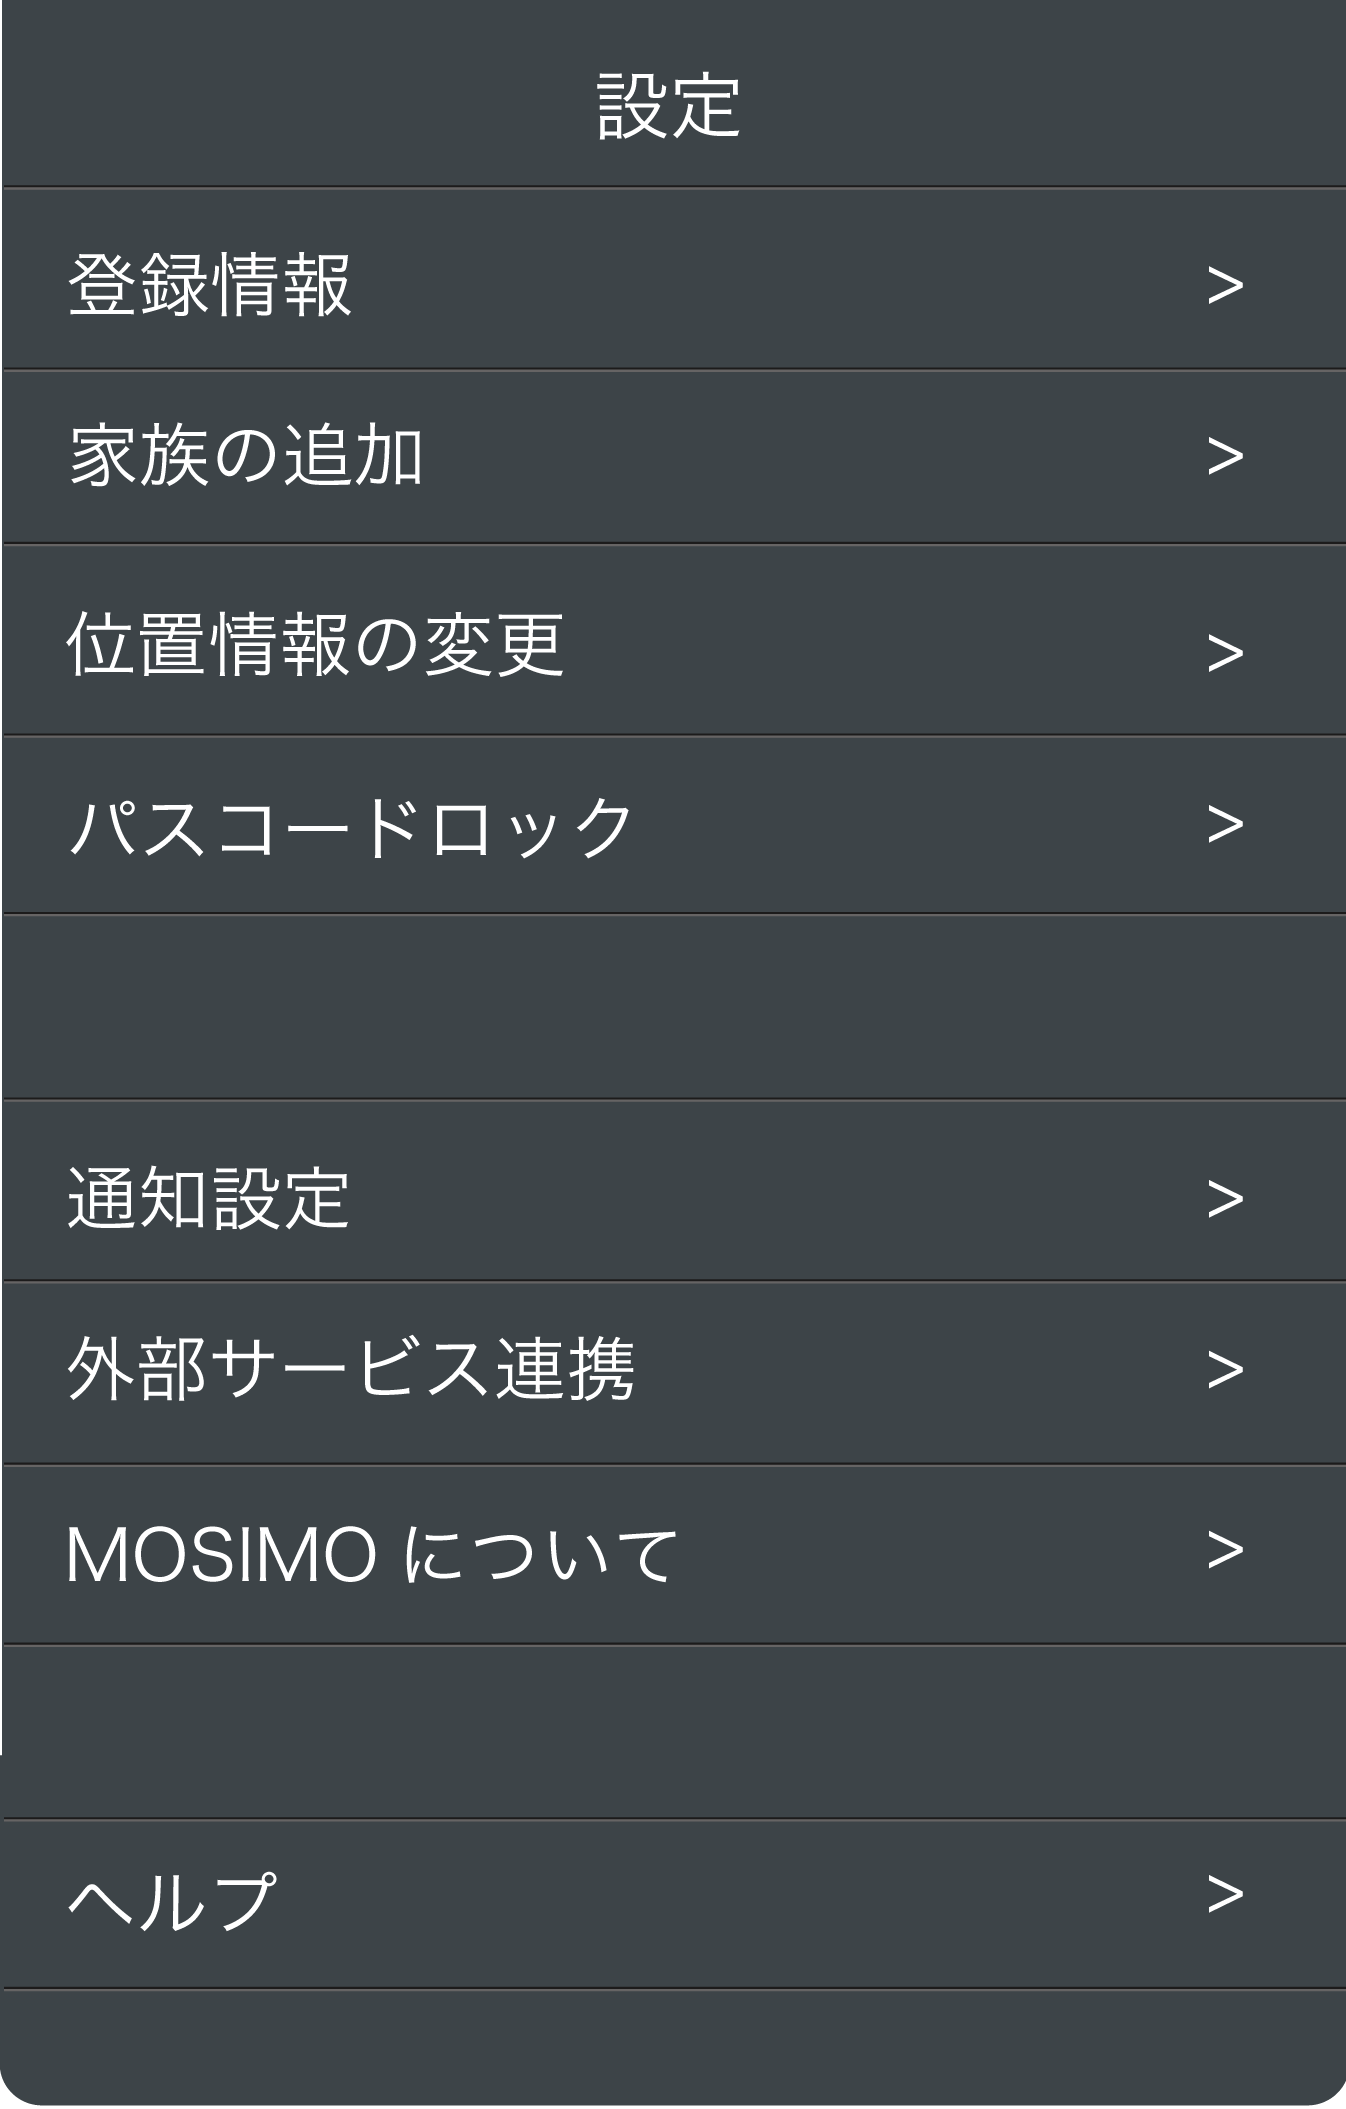 設定
登録情報 >
家族の追加 >
位置情報の変更 >
パスコードロック >
通知設定 >
外部サービス連携 >
MOSIMO について >
ヘルプ >